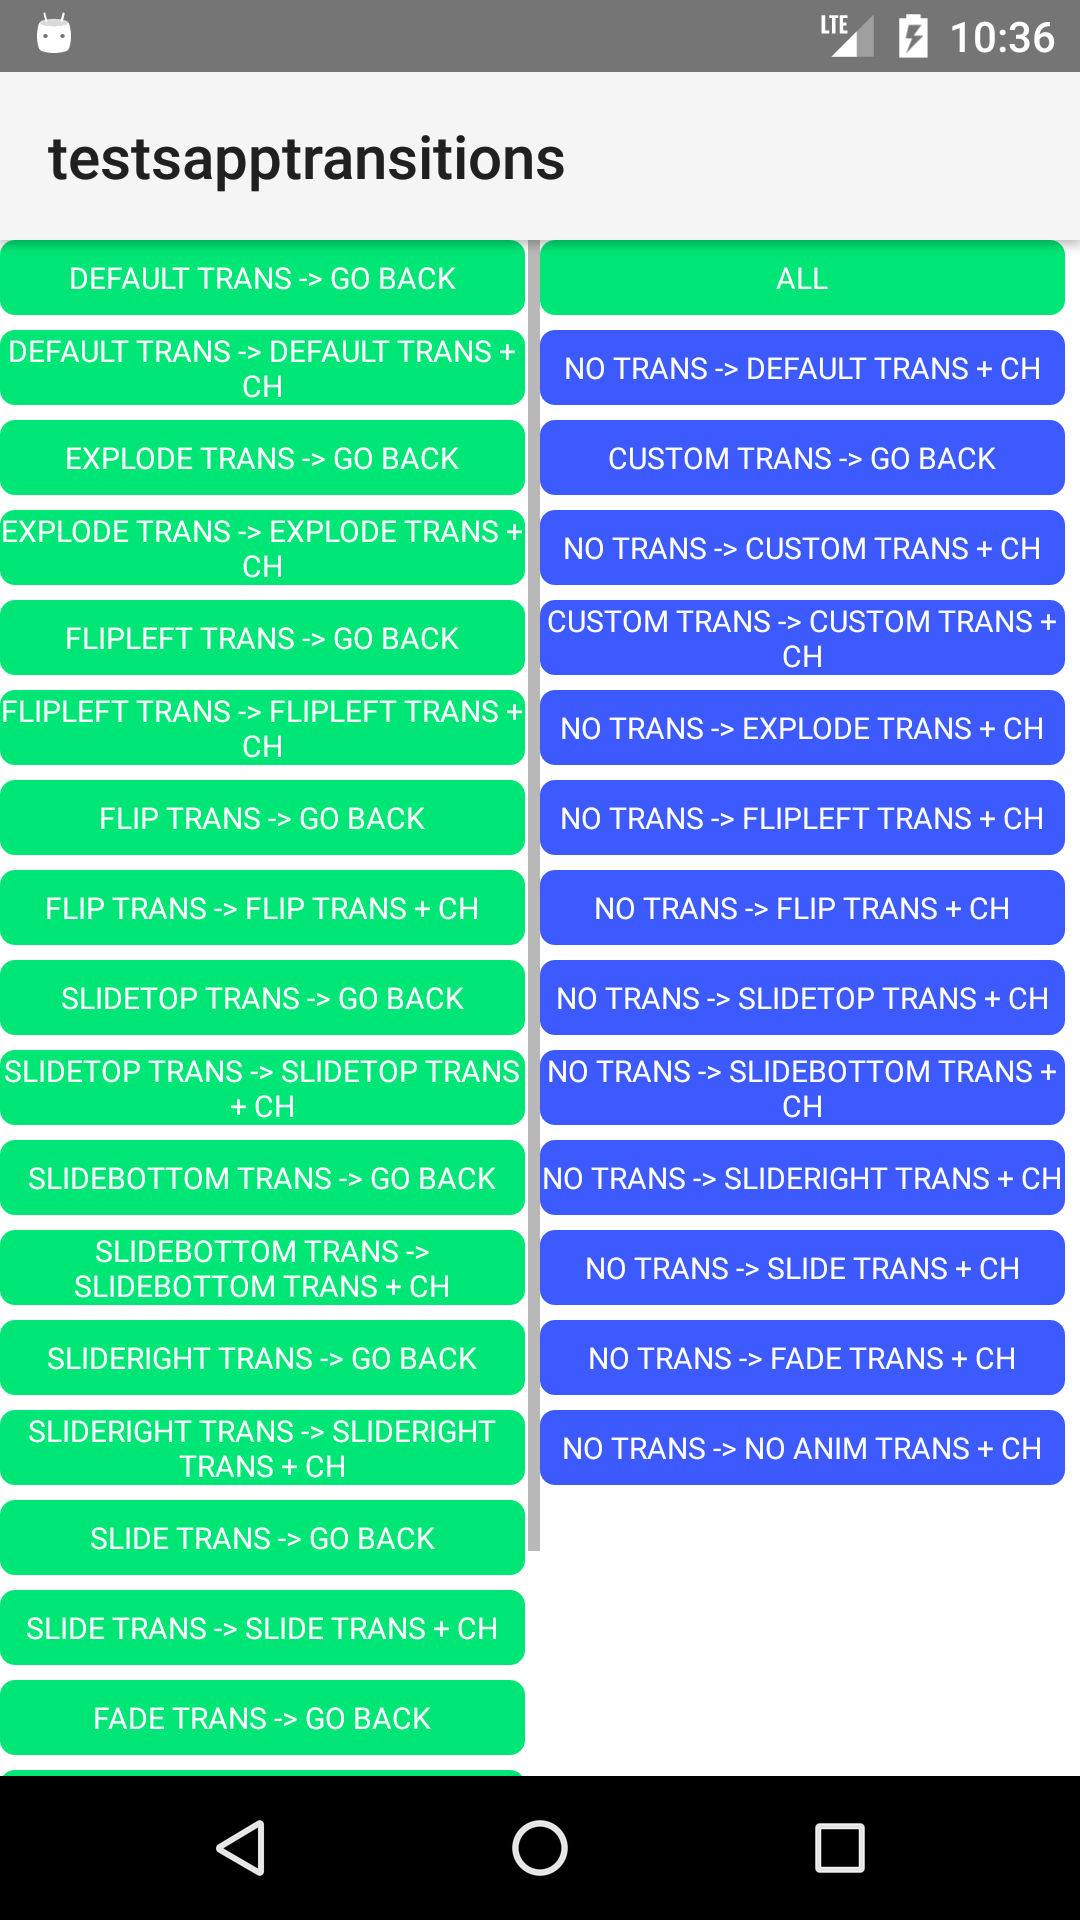 LTE 10:36
testsapptransitions
DEFAULT TRANS -> GO BACK
DEFAULT TRANS -> DEFAULT TRANS +
CH
EXPLODE TRANS -> GO BACK
EXPLODE TRANS -> EXPLODE TRANS +
CH
FLIPLEFT TRANS -> GO BACK
FLIPLEFT TRANS -> FLIPLEFT TRANS +
CH
FLIP TRANS -> GO BACK
FLIP TRANS -> FLIP TRANS + CH
SLIDETOP TRANS -> GO BACK
SLIDETOP TRANS -> SLIDETOP TRANS
+ CH
SLIDEBOTTOM TRANS -> GO BACK
SLIDEBOTTOM TRANS ->
SLIDEBOTTOM TRANS + CH
SLIDERIGHT TRANS -> GO BACK
SLIDERIGHT TRANS -> SLIDERIGHT
TRANS + CH
SLIDE TRANS -> GO BACK
SLIDE TRANS -> SLIDE TRANS + CH
FADE TRANS -> GO BACK
ALL
NO TRANS -> DEFAULT TRANS + CH
CUSTOM TRANS -> GO BACK
NO TRANS -> CUSTOM TRANS + CH
CUSTOM TRANS -> CUSTOM TRANS +
CH
NO TRANS -> EXPLODE TRANS + CH
NO TRANS -> FLIPLEFT TRANS + CH
NO TRANS -> FLIP TRANS + CH
NO TRANS -> SLIDETOP TRANS + CH
NO TRANS -> SLIDEBOTTOM TRANS +
CH
NO TRANS -> SLIDERIGHT TRANS + CH
NO TRANS -> SLIDE TRANS + CH
NO TRANS -> FADE TRANS + CH
NO TRANS -> NO ANIM TRANS + CH